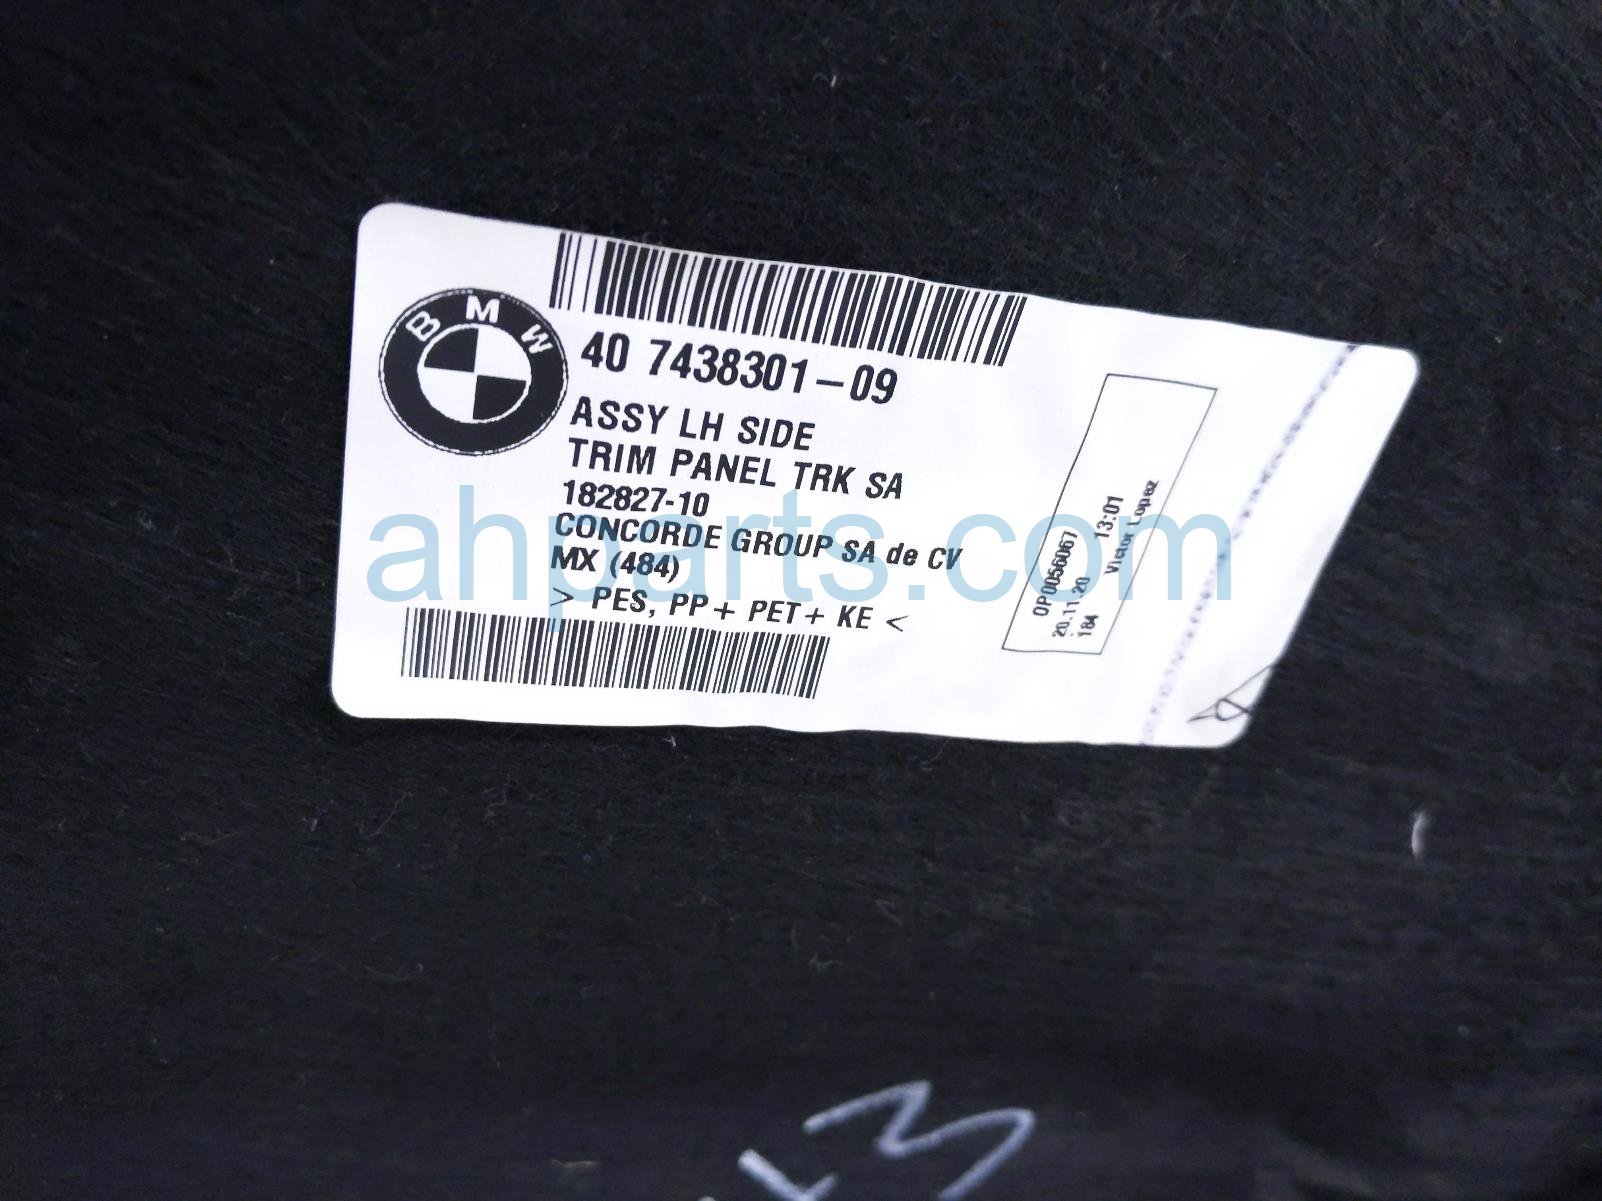 BMW
40 7438301-09
ASSY LH SIDE
TRIM PANEL TRK SA
182827-10
CONCORDE GROUP SA de CV
MX (484)
> PES, PP+ PET+ KE <
OP0056067
20.11.20 13:01
184 Victor Lopez
ahparts.com